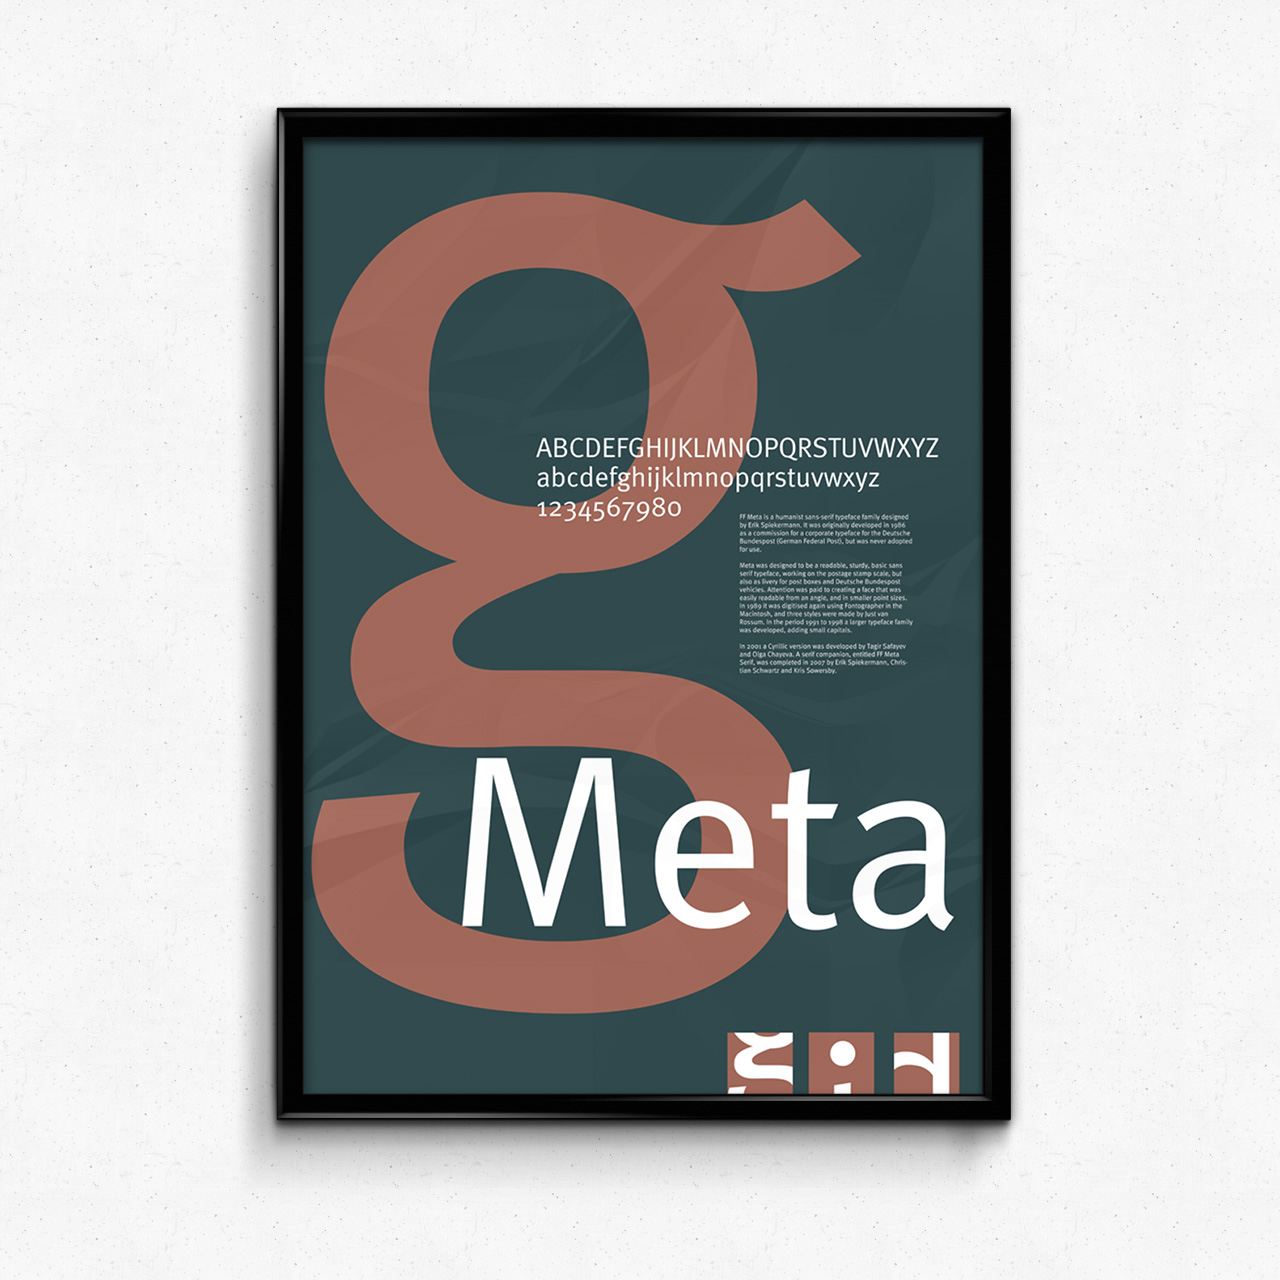 g
ABCDEFGHIJKLMNOPQRSTUVWXYZ
abcdefghijklmnopqrstuvwxyz
1234567980
FF Meta is a humanist sans-serif typeface family designed
by Erik Spiekermann. It was originally developed in 1986
as a commission for a corporate typeface for the Deutsche
Bundespost (German Federal Post), but was never adopted
for use.
Meta was designed to be a readable, sturdy, basic sans
serif typeface, working on the postage stamp scale, but
also as livery for post boxes and Deutsche Bundespost
vehicles. Attention was paid to creating a face that was
easily readable from an angle, and in smaller point sizes.
In 1989 it was digitised again using Fontographer in the
Macintosh, and three styles were made by Just van
Rossum. In the period 1991 to 1998 a larger typeface family
was developed, adding small capitals.
In 2001 a Cyrillic version was developed by Tagir Safayev
and Olga Chayeva. A serif companion, entitled FF Meta
Serif, was completed in 2007 by Erik Spiekermann, Chris-
tian Schwartz and Kris Sowersby.
Meta